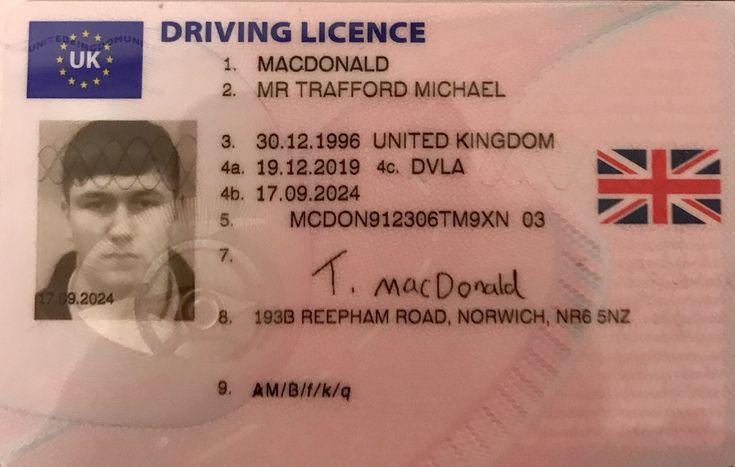 DRIVING LICENCE
UNITED KINGDOM
UK
1. MACDONALD
2. MR TRAFFORD MICHAEL
3. 30.12.1996 UNITED KINGDOM
4a. 19.12.2019 4c. DVLA
4b. 17.09.2024
5. MCDON912306TM9XN 03
7. T. macDonald
17.09.2024
8. 193B REEPHAM ROAD, NORWICH, NR6 5NZ
9. AM/B/f/k/q